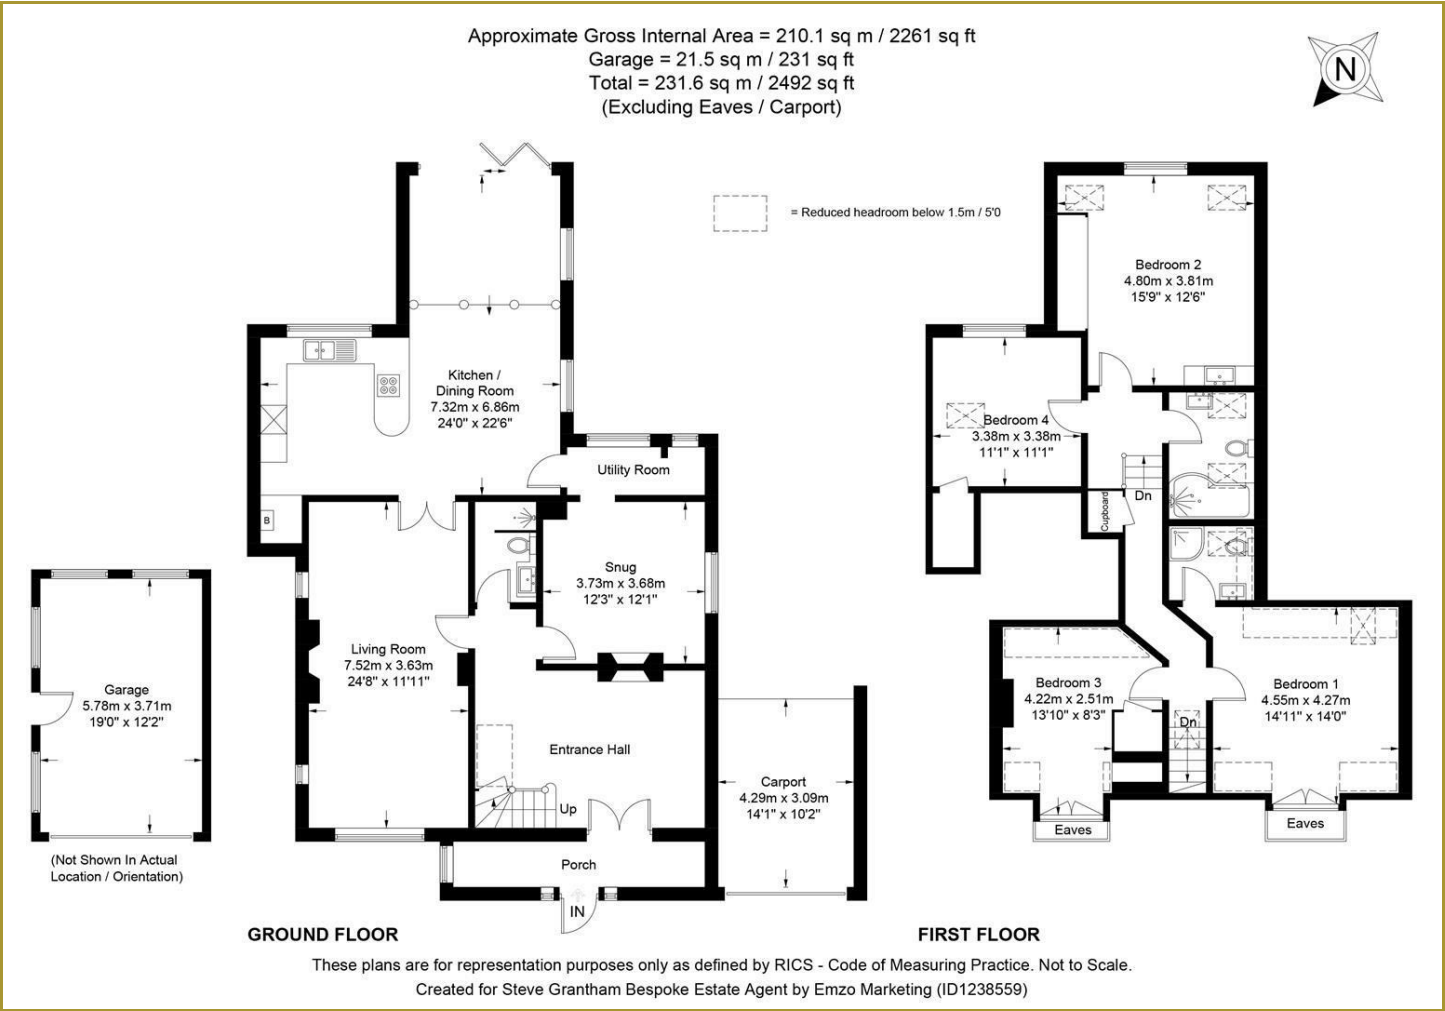 Approximate Gross Internal Area = 210.1 sq m / 2261 sq ft
Garage = 21.5 sq m / 231 sq ft
Total = 231.6 sq m / 2492 sq ft
(Excluding Eaves / Carport)
N
= Reduced headroom below 1.5m / 5'0
Kitchen /
Dining Room
7.32m x 6.86m
24'0" x 22'6"
Utility Room
B
Snug
3.73m x 3.68m
12'3" x 12'1"
Living Room
7.52m x 3.63m
24'8" x 11'11"
Garage
5.78m x 3.71m
19'0" x 12'2"
(Not Shown In Actual
Location / Orientation)
Entrance Hall
Up
Carport
4.29m x 3.09m
14'1" x 10'2"
Porch
IN
Bedroom 2
4.80m x 3.81m
15'9" x 12'6"
Bedroom 4
3.38m x 3.38m
11'1" x 11'1"
Dn
Cupboard
Bedroom 3
4.22m x 2.51m
13'10" x 8'3"
Dn
Bedroom 1
4.55m x 4.27m
14'11" x 14'0"
Eaves
Eaves
GROUND FLOOR
FIRST FLOOR
These plans are for representation purposes only as defined by RICS - Code of Measuring Practice. Not to Scale.
Created for Steve Grantham Bespoke Estate Agent by Emzo Marketing (ID1238559)